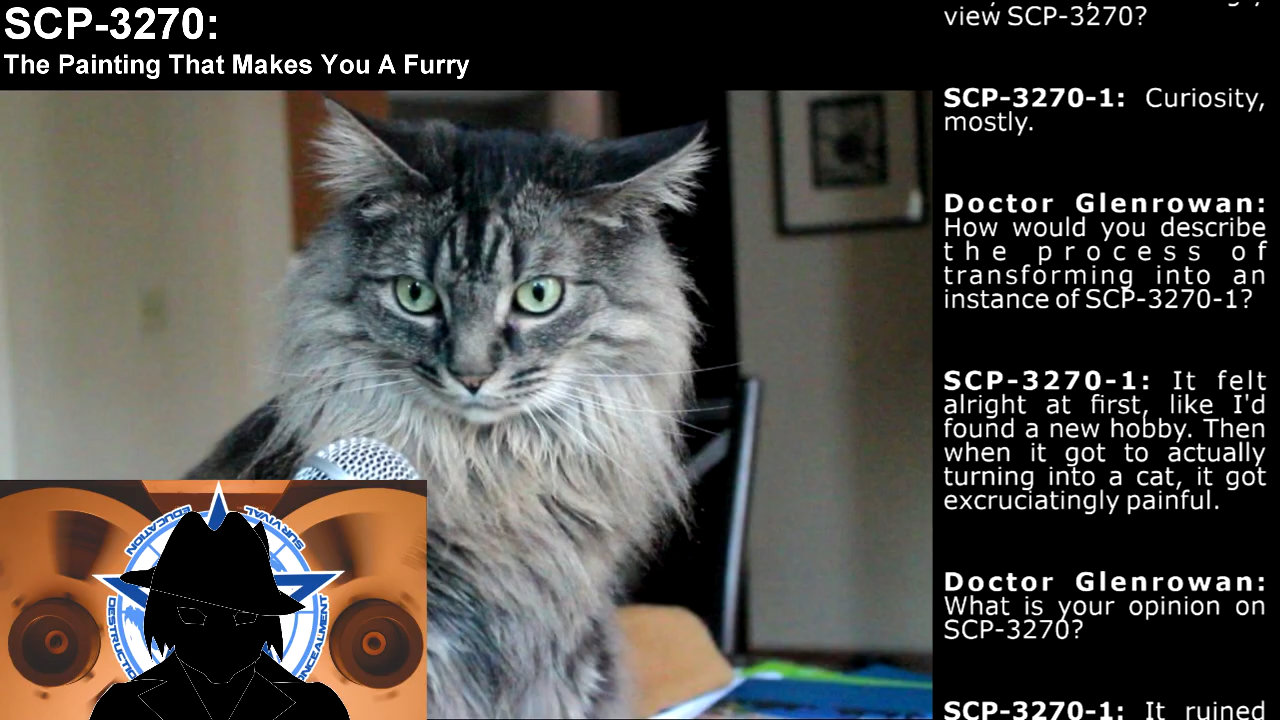 SCP-3270:
The Painting That Makes You A Furry
view SCP-3270?
SCP-3270-1: Curiosity,
mostly.
Doctor Glenrowan:
How would you describe
the process of
transforming into an
instance of SCP-3270-1?
SCP-3270-1: It felt
alright at first, like I'd
found a new hobby. Then
when it got to actually
turning into a cat, it got
excruciatingly painful.
Doctor Glenrowan:
What is your opinion on
SCP-3270?
SCP-3270-1: It ruined
EDUCATION
SURVIVAL